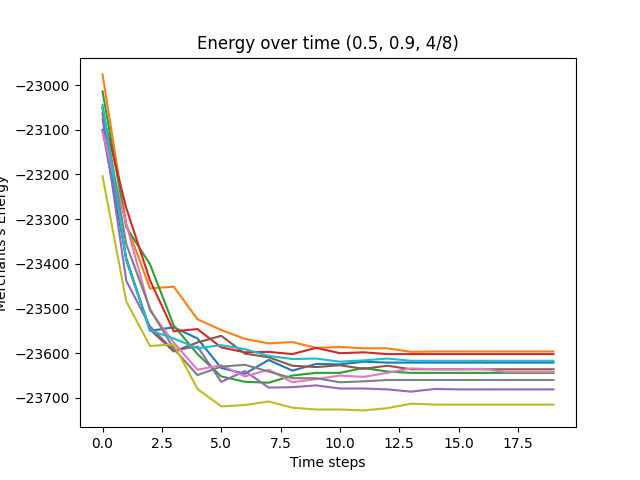 Energy over time (0.5, 0.9, 4/8)
Merchants's Energy
−23000
−23100
−23200
−23300
−23400
−23500
−23600
−23700
0.0 2.5 5.0 7.5 10.0 12.5 15.0 17.5
Time steps